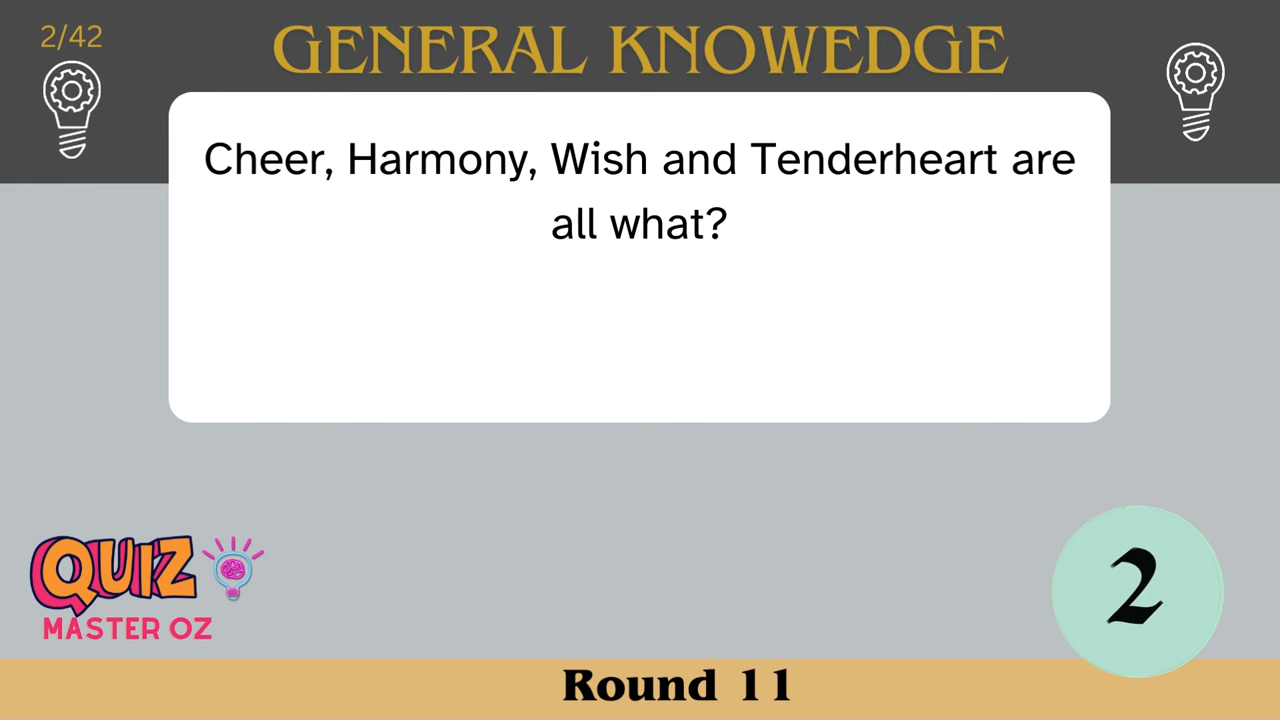 2/42
GENERAL KNOWEDGE
Cheer, Harmony, Wish and Tenderheart are
all what?
QUIZ
MASTER OZ
2
Round 11